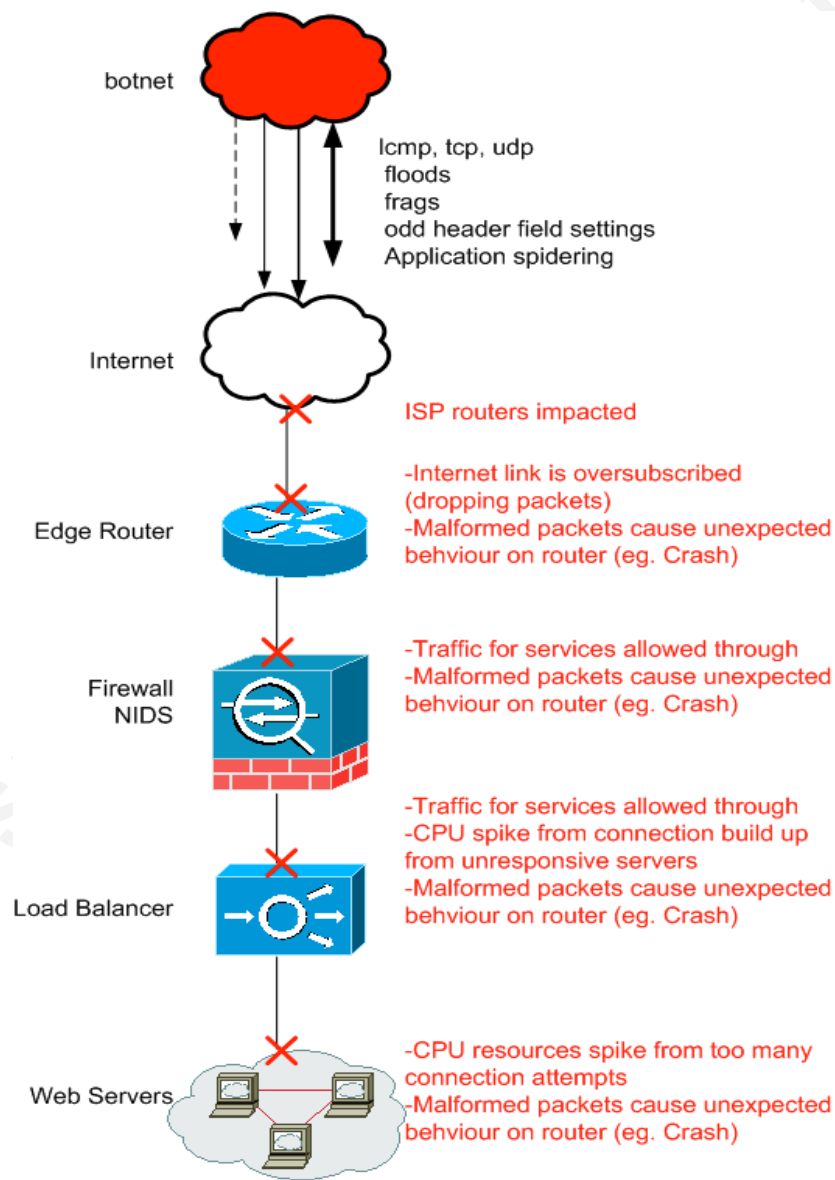 botnet
Icmp, tcp, udp
floods
frags
odd header field settings
Application spidering
Internet
ISP routers impacted
-Internet link is oversubscribed
(dropping packets)
Edge Router
-Malformed packets cause unexpected
behviour on router (eg. Crash)
-Traffic for services allowed through
Firewall
NIDS
-Malformed packets cause unexpected
behviour on router (eg. Crash)
-Traffic for services allowed through
-CPU spike from connection build up
from unresponsive servers
Load Balancer
-Malformed packets cause unexpected
behviour on router (eg. Crash)
-CPU resources spike from too many
connection attempts
Web Servers
-Malformed packets cause unexpected
behviour on router (eg. Crash)